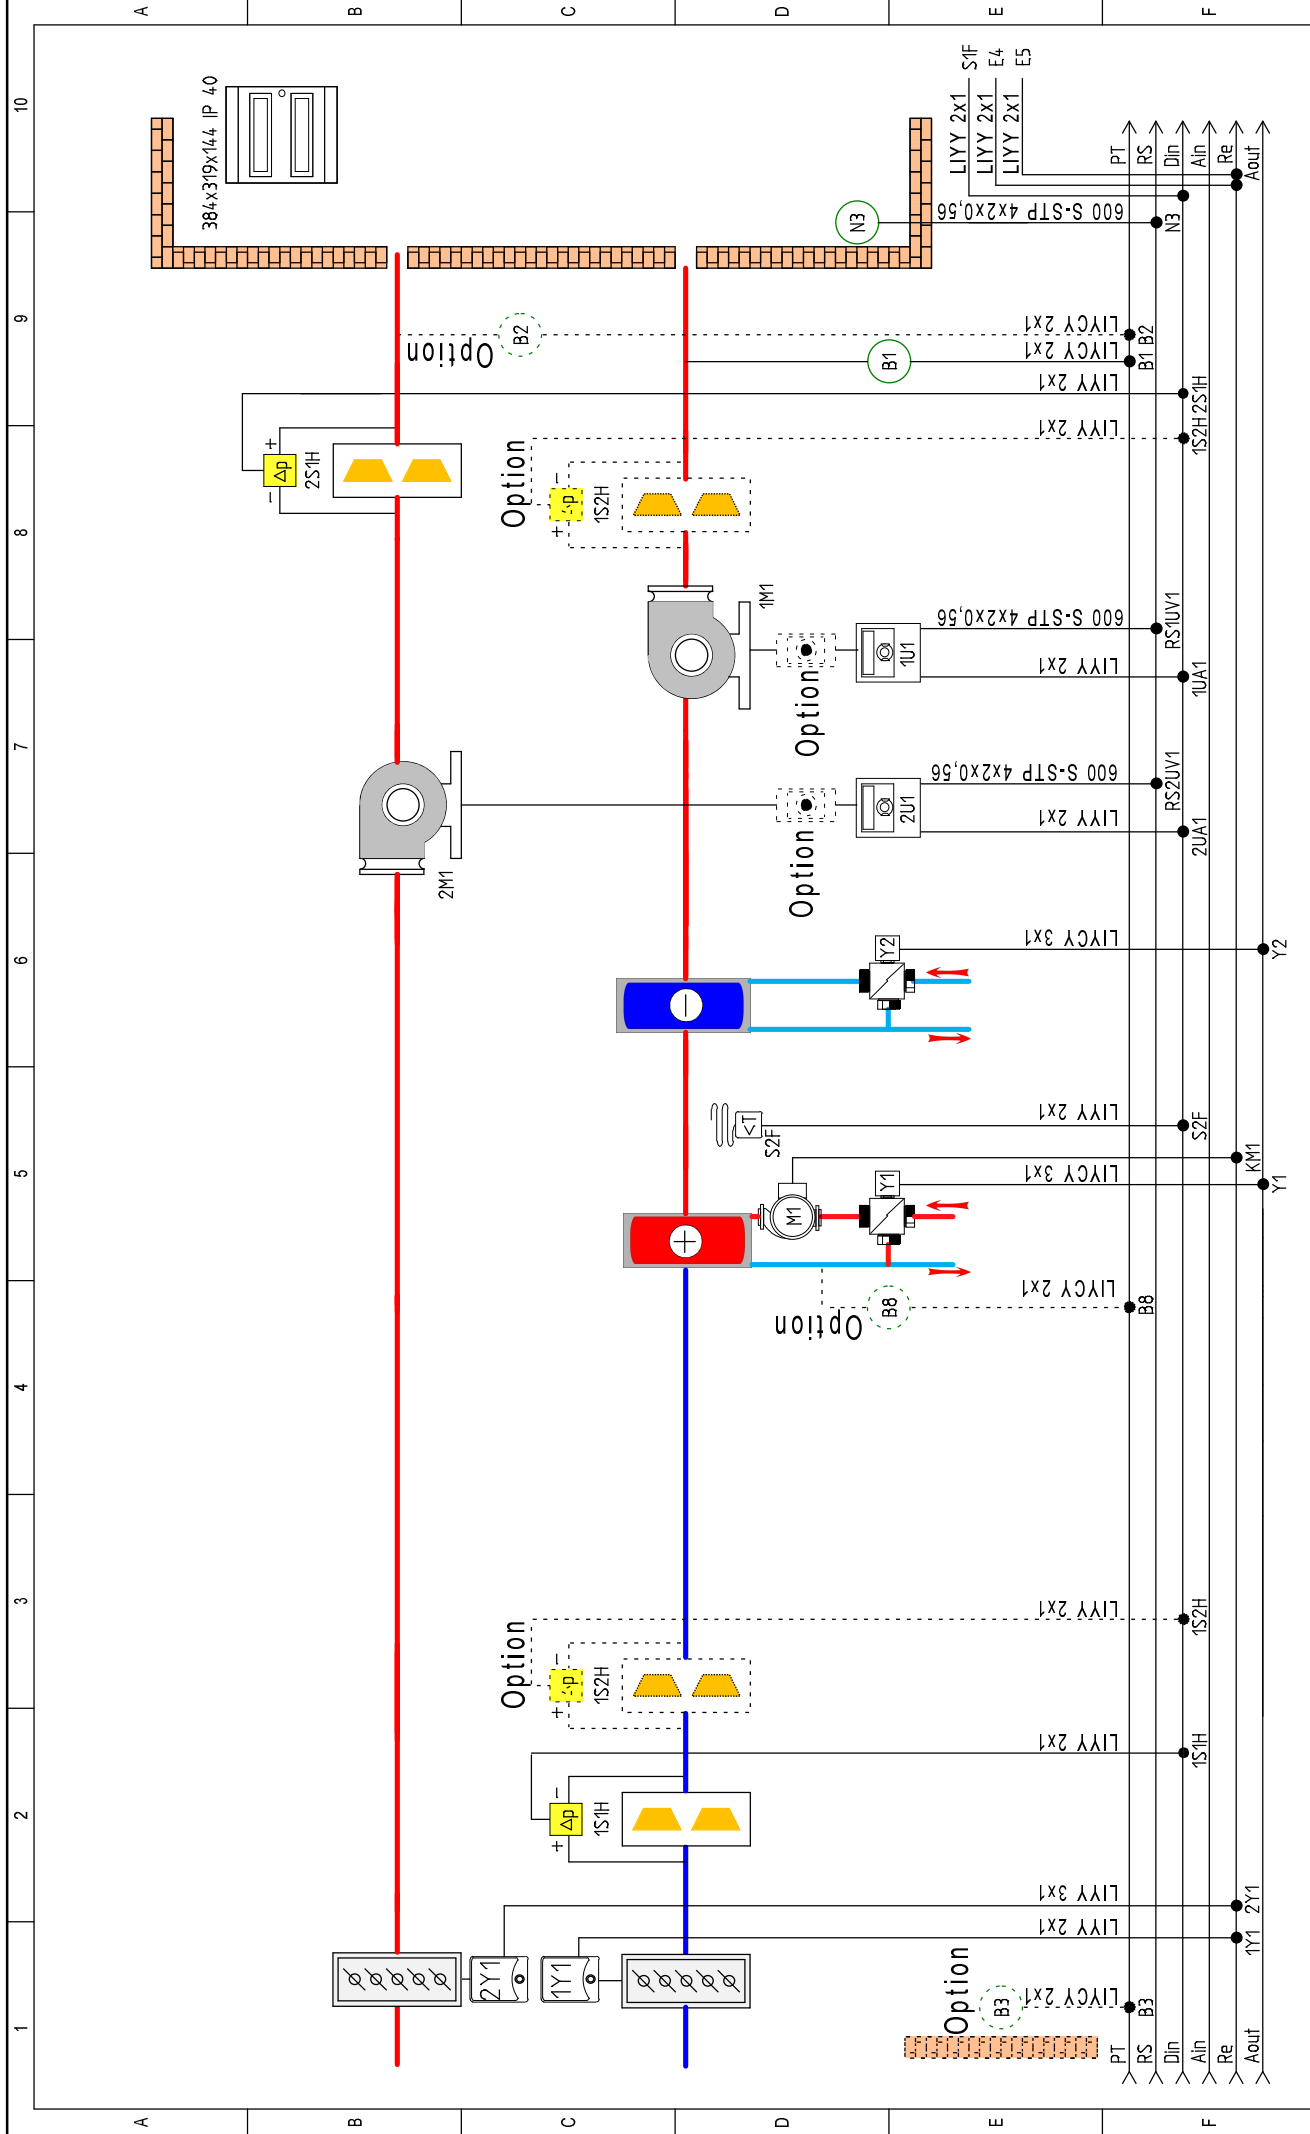 A
B
C
D
E
F
10
9
8
7
6
5
4
3
2
1
384x319x144 IP 40
S1F
E4
E5
LIYY 2x1
LIYY 2x1
LIYY 2x1
PT
RS
Din
Ain
Re
Aout
N3
600 S-STP 4x2x0,56
N3
Option
B2
LIYCY 2x1
B2
B1
LIYCY 2x1
B1
LIYY 2x1
2S1H
- Δp +
2S1H
LIYY 2x1
1S2H
Option
+ -
1S2H
1M1
600 S-STP 4x2x0,56
RS1UV1
Option
1U1
LIYY 2x1
1UA1
2M1
600 S-STP 4x2x0,56
RS2UV1
Option
2U1
LIYY 2x1
2UA1
Y2
LIYCY 3x1
Y2
<T
S2F
LIYY 2x1
S2F
M1
KM1
Y1
LIYCY 3x1
Y1
Option
B8
LIYCY 2x1
B8
Option
+ -
1S2H
LIYY 2x1
1S2H
+ Δp -
1S1H
LIYY 2x1
1S1H
2Y1
LIYY 3x1
2Y1
1Y1
LIYY 2x1
1Y1
Option
B3
LIYCY 2x1
B3
PT
RS
Din
Ain
Re
Aout
A
B
C
D
E
F